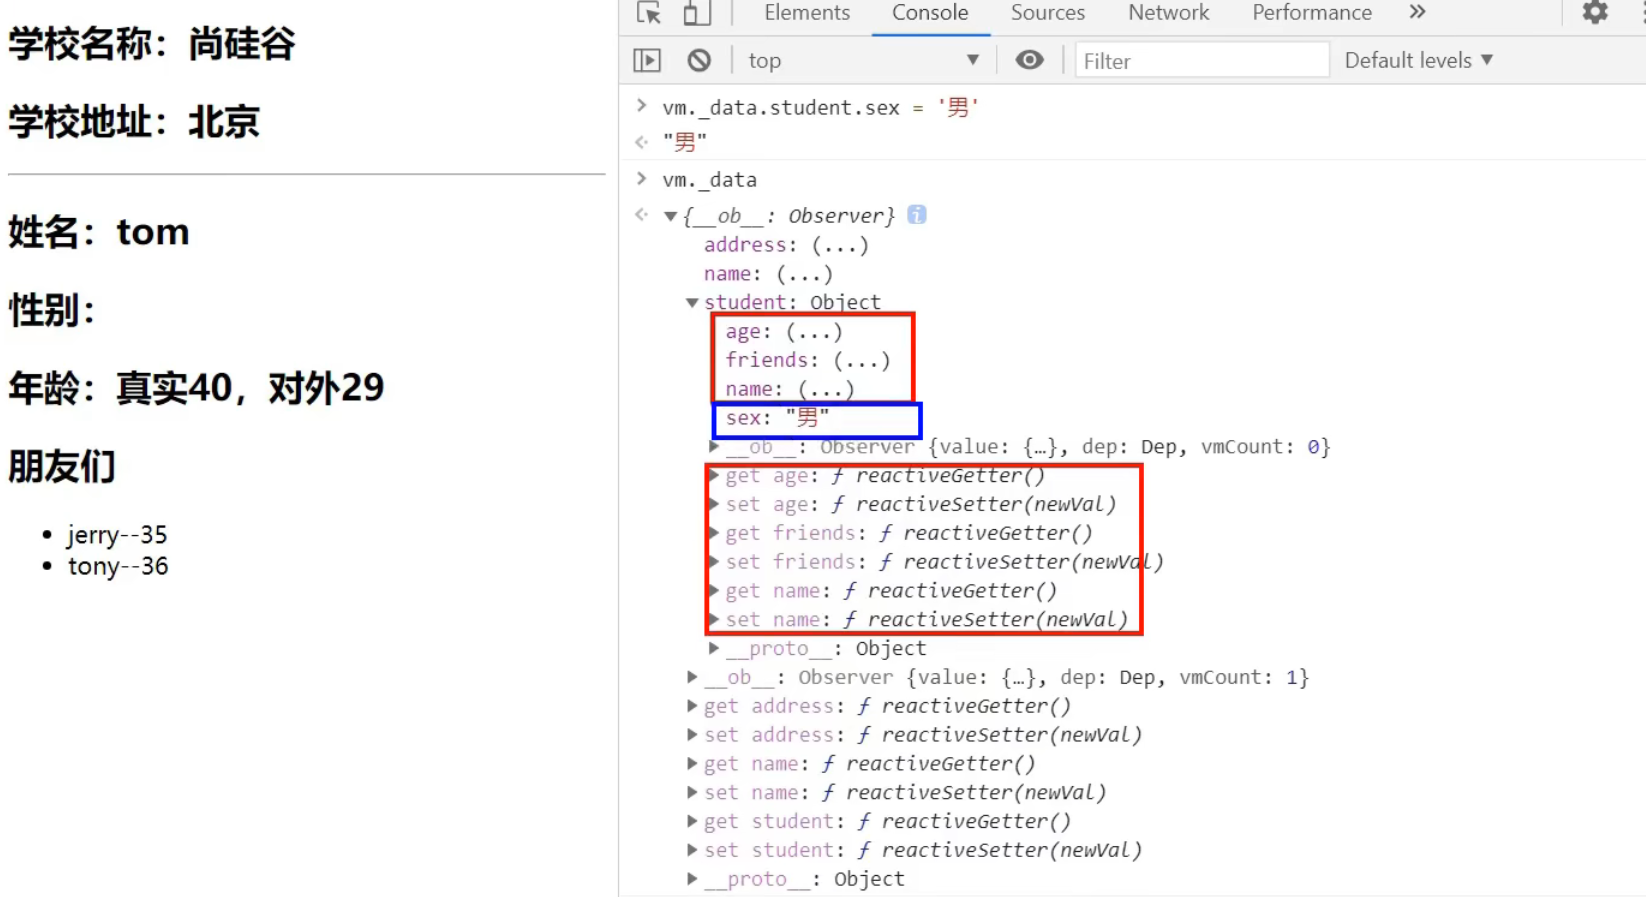 学校名称：尚硅谷
学校地址：北京
姓名：tom
性别：
年龄：真实40，对外29
朋友们
• jerry--35
• tony--36
Elements Console Sources Network Performance »
top ▼ Filter Default levels ▼
> vm._data.student.sex = '男'
"男"
> vm._data
▼{__ob__: Observer} i
address: (...)
name: (...)
▼student: Object
age: (...)
friends: (...)
name: (...)
sex: "男"
▶__ob__: Observer {value: {…}, dep: Dep, vmCount: 0}
▶get age: ƒ reactiveGetter()
▶set age: ƒ reactiveSetter(newVal)
▶get friends: ƒ reactiveGetter()
▶set friends: ƒ reactiveSetter(newVal)
▶get name: ƒ reactiveGetter()
▶set name: ƒ reactiveSetter(newVal)
▶__proto__: Object
▶__ob__: Observer {value: {…}, dep: Dep, vmCount: 1}
▶get address: ƒ reactiveGetter()
▶set address: ƒ reactiveSetter(newVal)
▶get name: ƒ reactiveGetter()
▶set name: ƒ reactiveSetter(newVal)
▶get student: ƒ reactiveGetter()
▶set student: ƒ reactiveSetter(newVal)
▶__proto__: Object